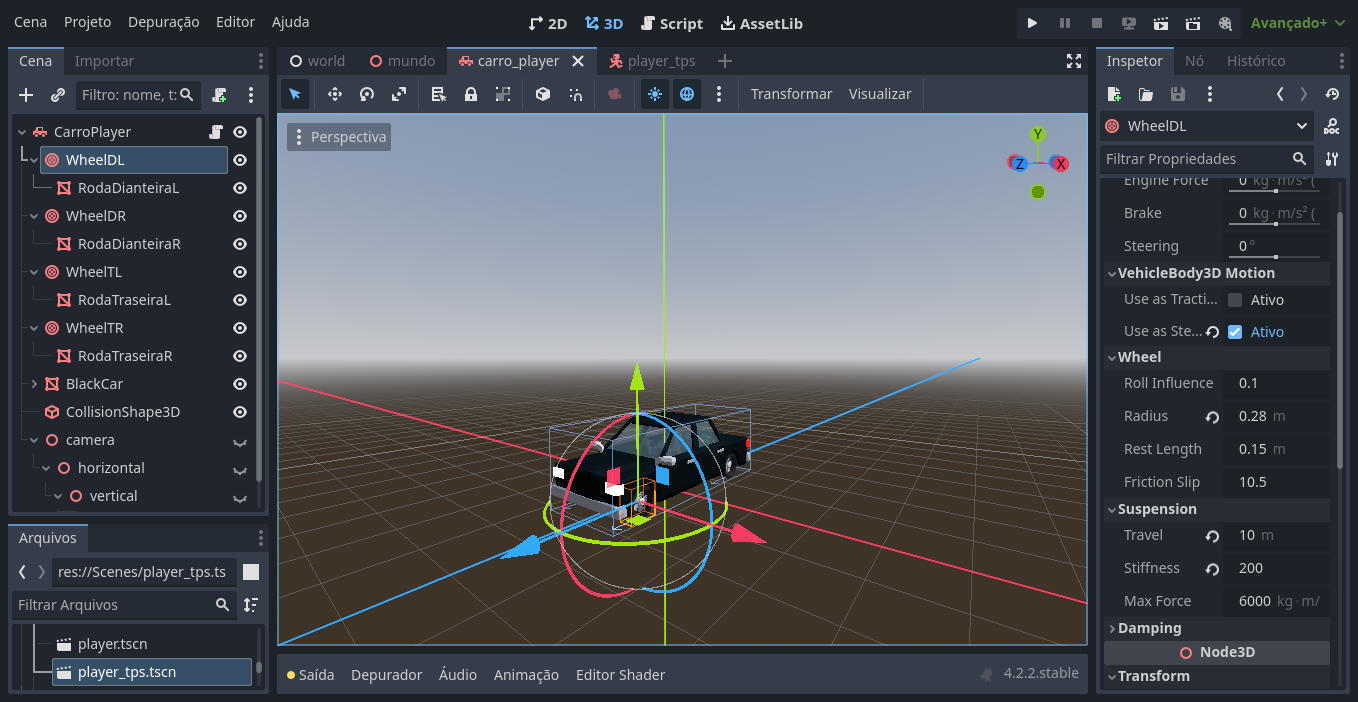 Cena Projeto Depuração Editor Ajuda
2D 3D Script AssetLib
Avançado+
Cena Importar
Filtro: nome, t:
CarroPlayer
WheelDL
RodaDianteiraL
WheelDR
RodaDianteiraR
WheelTL
RodaTraseiraL
WheelTR
RodaTraseiraR
BlackCar
CollisionShape3D
camera
horizontal
vertical
Arquivos
res://Scenes/player_tps.ts
Filtrar Arquivos
player.tscn
player_tps.tscn
world mundo carro_player player_tps
Transformar Visualizar
Perspectiva
Y
Z X
Saída Depurador Áudio Animação Editor Shader
4.2.2.stable
Inspetor Nó Histórico
WheelDL
DOC
Filtrar Propriedades
Engine Force 0 kg·m/s² (
Brake 0 kg·m/s² (
Steering 0 °
VehicleBody3D Motion
Use as Tracti... Ativo
Use as Ste... Ativo
Wheel
Roll Influence 0.1
Radius 0.28 m
Rest Length 0.15 m
Friction Slip 10.5
Suspension
Travel 10 m
Stiffness 200
Max Force 6000 kg·m/
Damping
Node3D
Transform